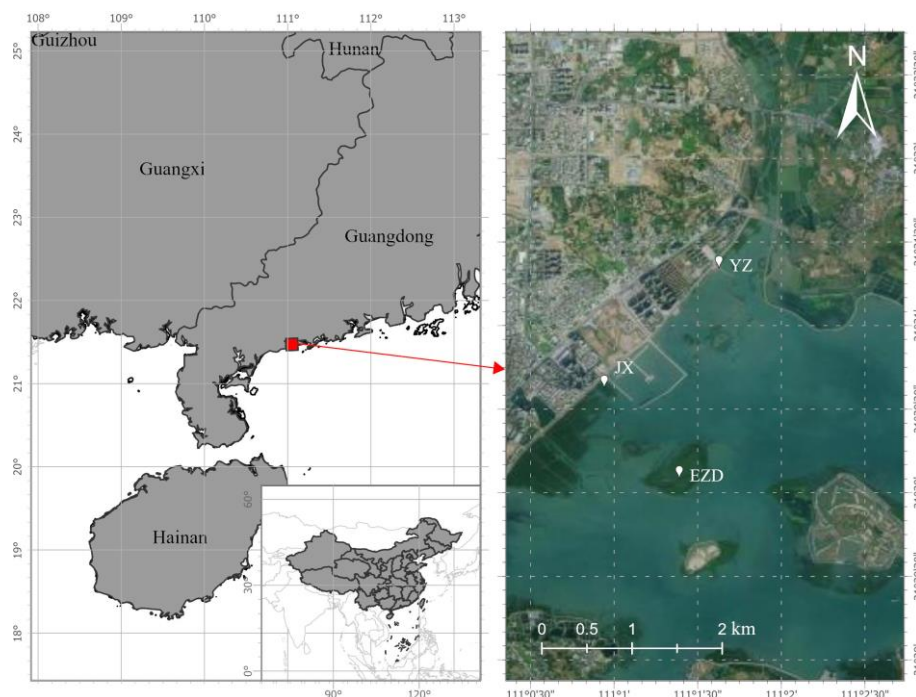 108° 109° 110° 111° 112° 113°
25°
24°
23°
22°
21°
20°
19°
18°
Guizhou
Hunan
Guangxi
Guangdong
Hainan
60°
30°
0°
90° 120°
N
YZ
JX
EZD
0 0.5 1 2 km
111°0'30" 111°1' 111°1'30" 111°2' 111°2'30"